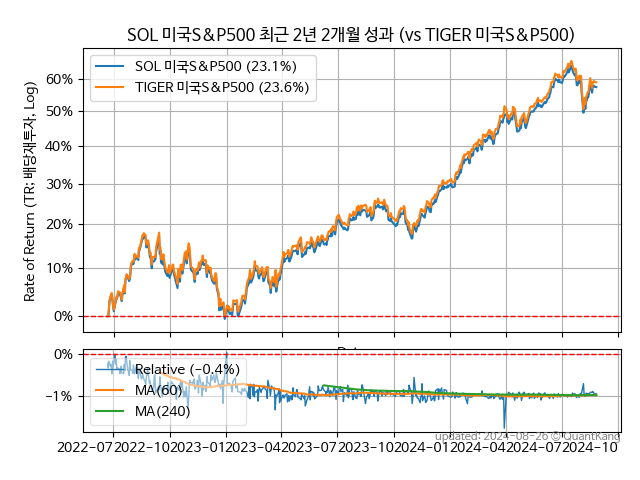 SOL 미국S&P500 최근 2년 2개월 성과 (vs TIGER 미국S&P500)
Rate of Return (TR: 배당재투자, Log)
SOL 미국S&P500 (23.1%)
TIGER 미국S&P500 (23.6%)
60%
50%
40%
30%
20%
10%
0%
0%
−1%
Relative (−0.4%)
MA(60)
MA(240)
updated: 2024-08-26 © QuantKang
2022-07 2022-10 2023-01 2023-04 2023-07 2023-10 2024-01 2024-04 2024-07 2024-10